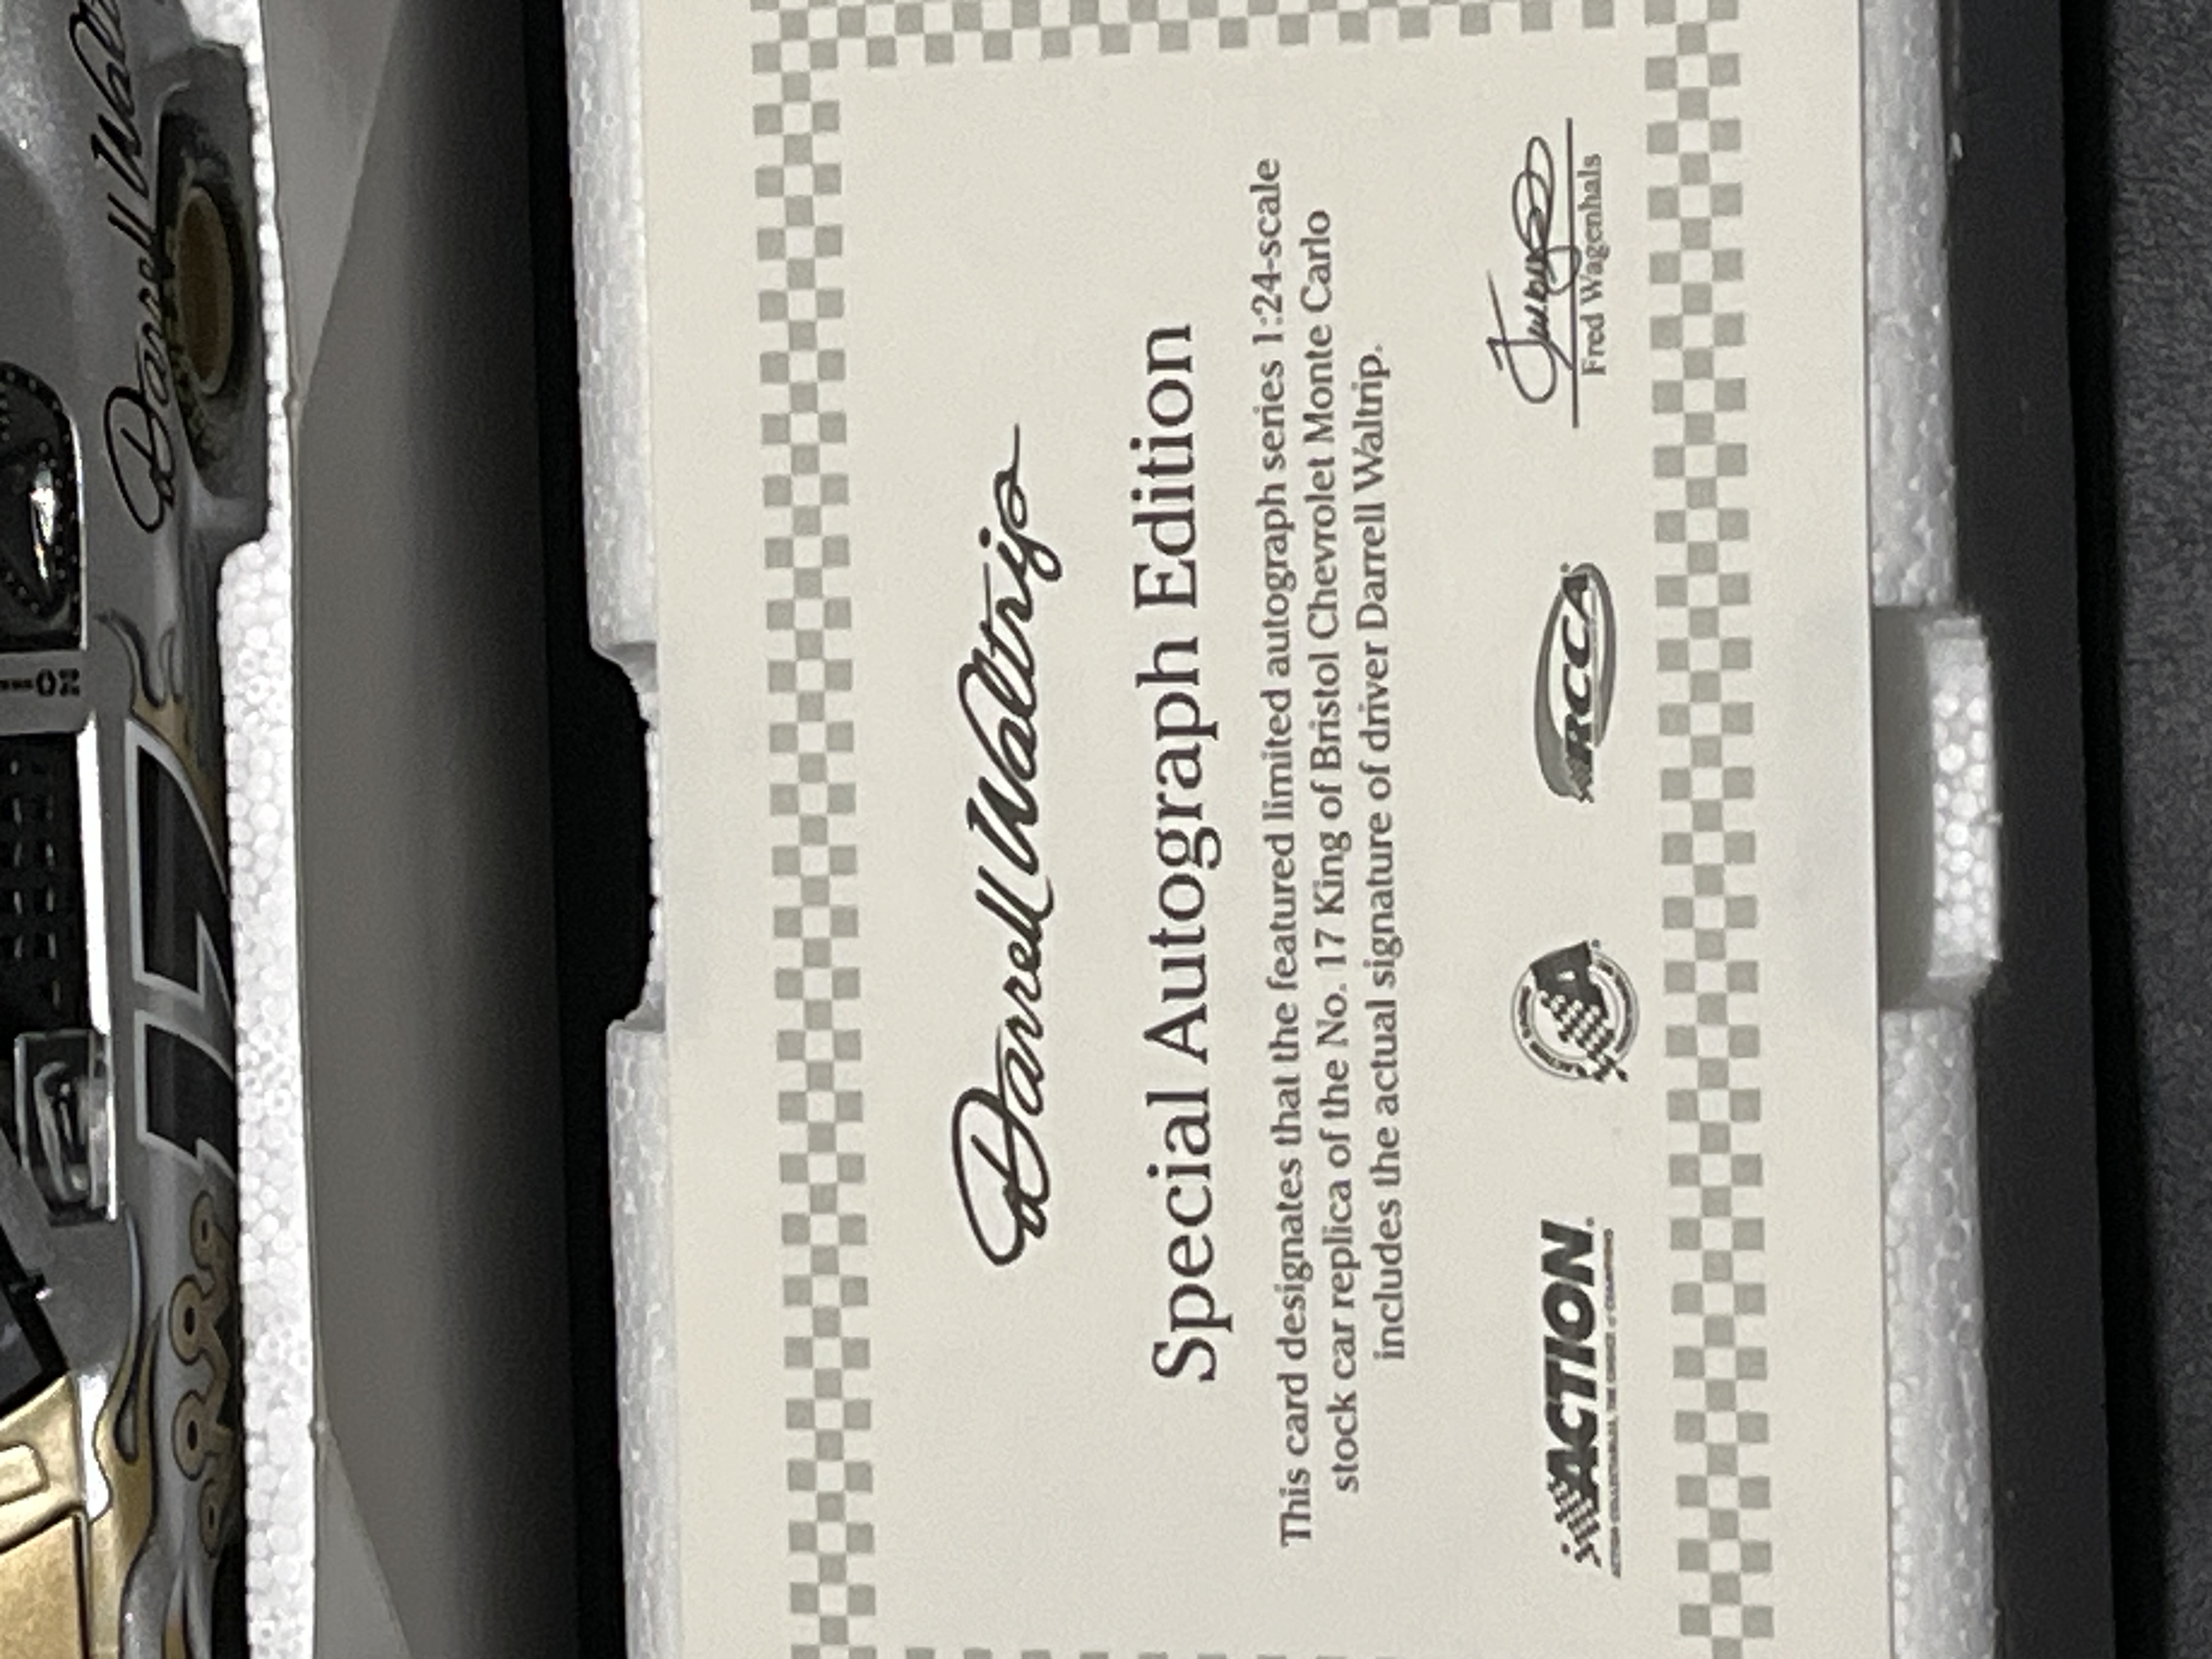 Darrell Waltrip
Special Autograph Edition
This card designates that the featured limited autograph series 1:24-scale
stock car replica of the No. 17 King of Bristol Chevrolet Monte Carlo
includes the actual signature of driver Darrell Waltrip.
ACTION
RCCA
Fred Wagenhals
17
Darrell